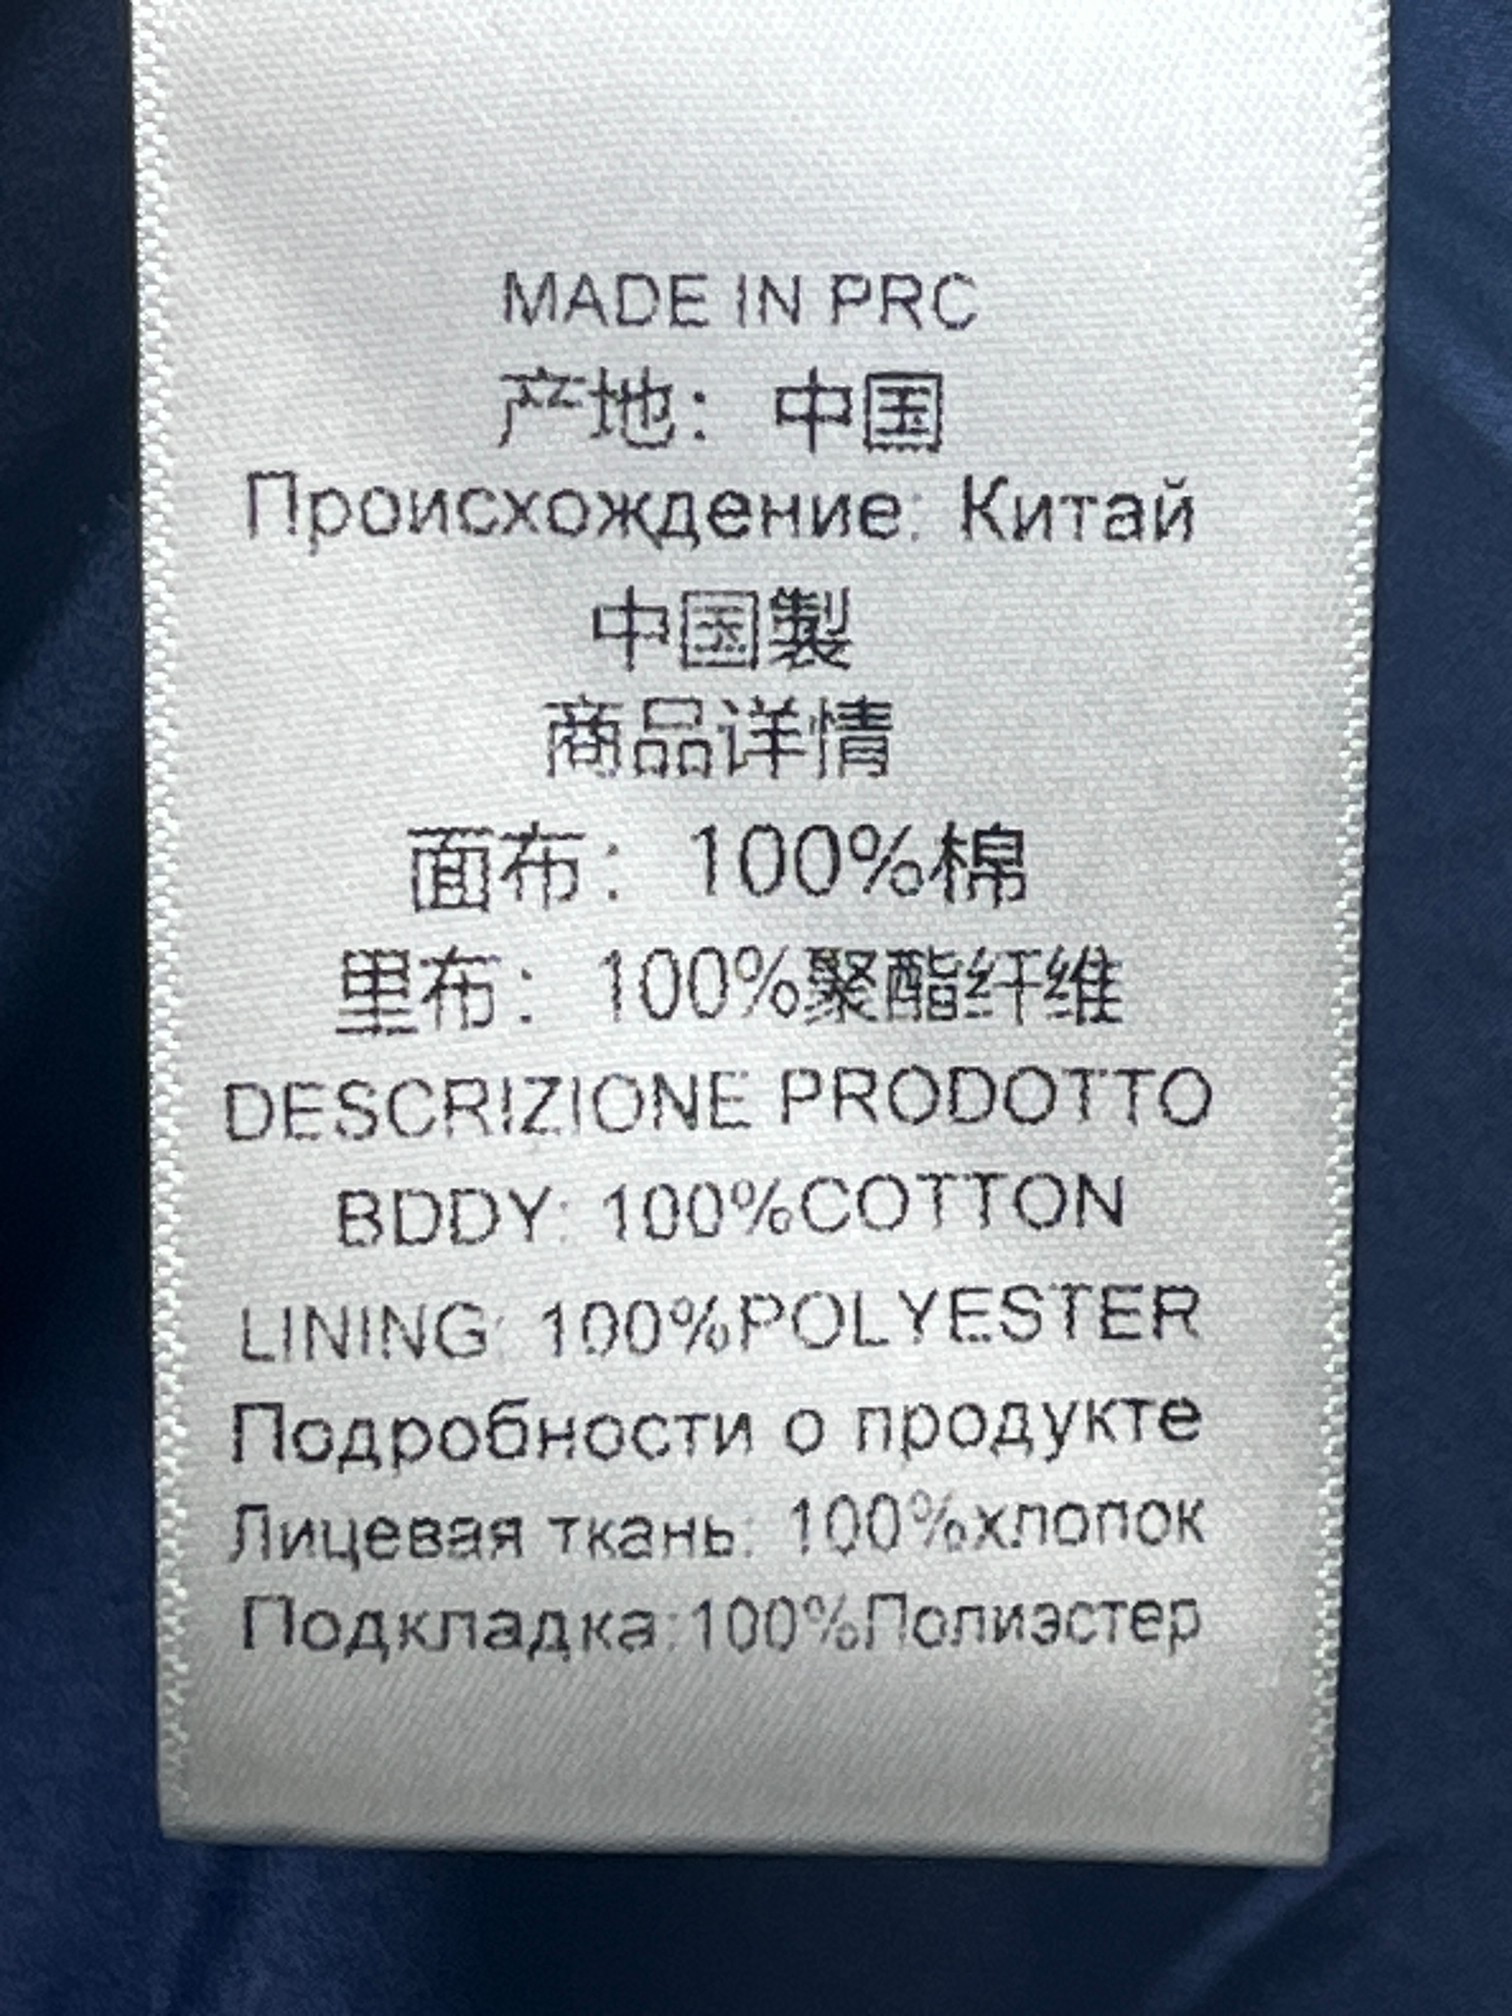 MADE IN PRC
产地：中国
Происхождение: Китай
中国製
商品详情
面布：100%棉
里布：100%聚酯纤维
DESCRIZIONE PRODOTTO
BDDY: 100%COTTON
LINING: 100%POLYESTER
Подробности о продукте
Лицевая ткань: 100%хлопок
Подкладка:100%Полиэстер